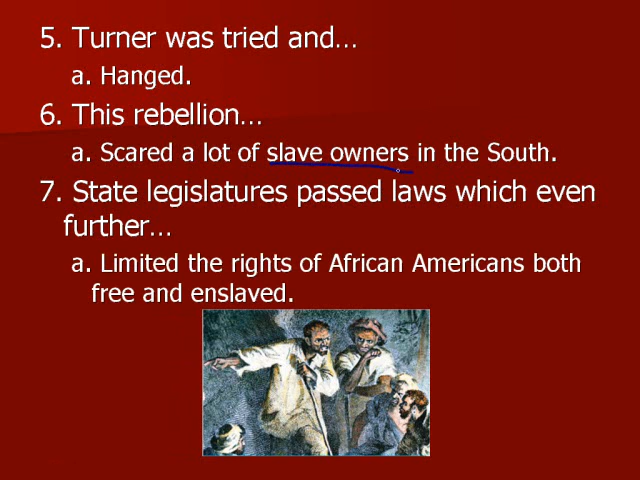 5. Turner was tried and…
a. Hanged.
6. This rebellion…
a. Scared a lot of slave owners in the South.
7. State legislatures passed laws which even
further…
a. Limited the rights of African Americans both
free and enslaved.